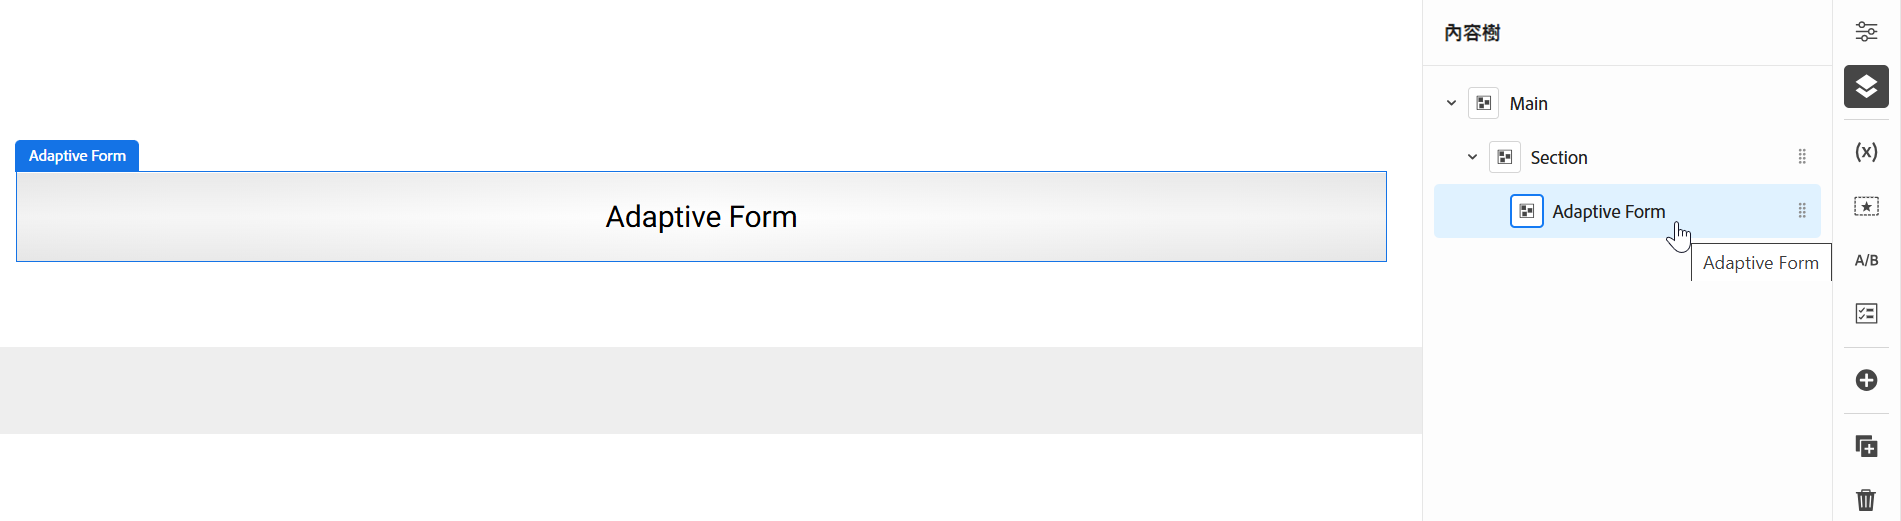 Adaptive Form
Adaptive Form
內容樹
Main
Section
Adaptive Form
Adaptive Form
(x)
A/B